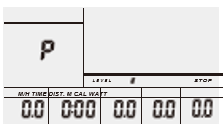 P
LEVEL STOP
M/H TIME DIST. M CAL WATT
0.0 0:00 0.0 0.0 0.0